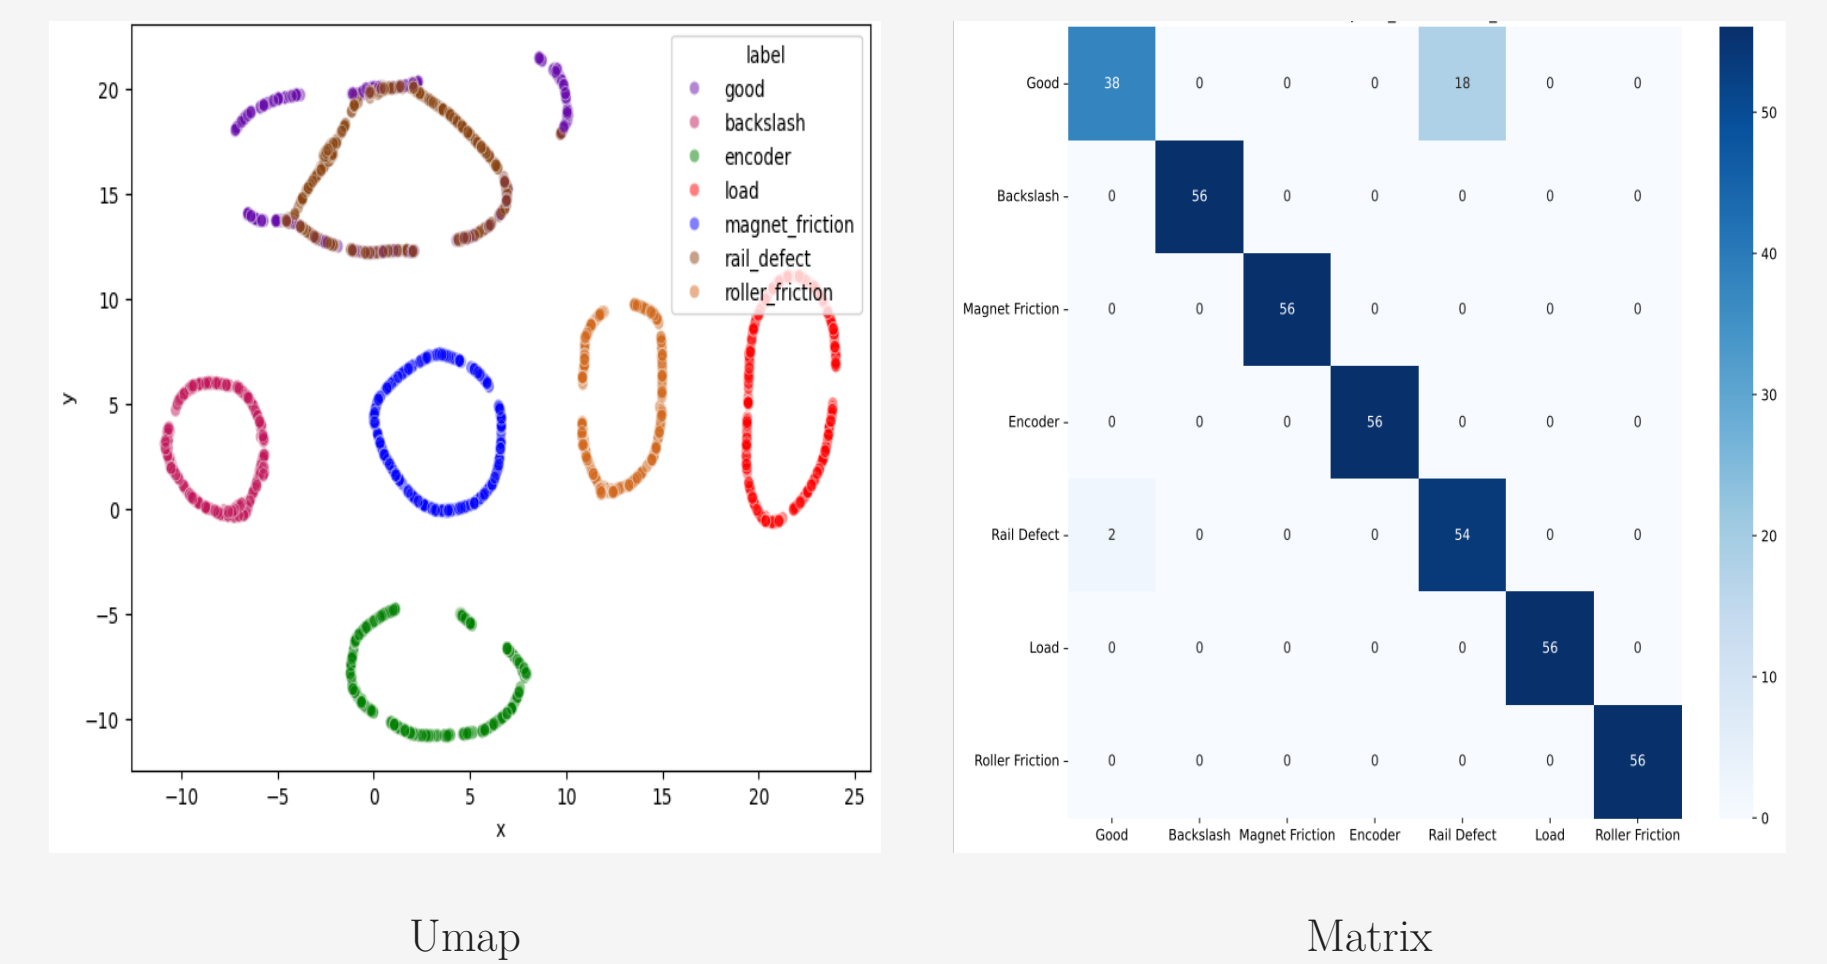 label
good
backslash
encoder
load
magnet_friction
rail_defect
roller_friction
20
15
10
5
0
−5
−10
y
−10 −5 0 5 10 15 20 25
x
Umap
Good 38 0 0 0 18 0 0
Backslash 0 56 0 0 0 0 0
Magnet Friction 0 0 56 0 0 0 0
Encoder 0 0 0 56 0 0 0
Rail Defect 2 0 0 0 54 0 0
Load 0 0 0 0 0 56 0
Roller Friction 0 0 0 0 0 0 56
Good Backslash Magnet Friction Encoder Rail Defect Load Roller Friction
50
40
30
20
10
0
Matrix